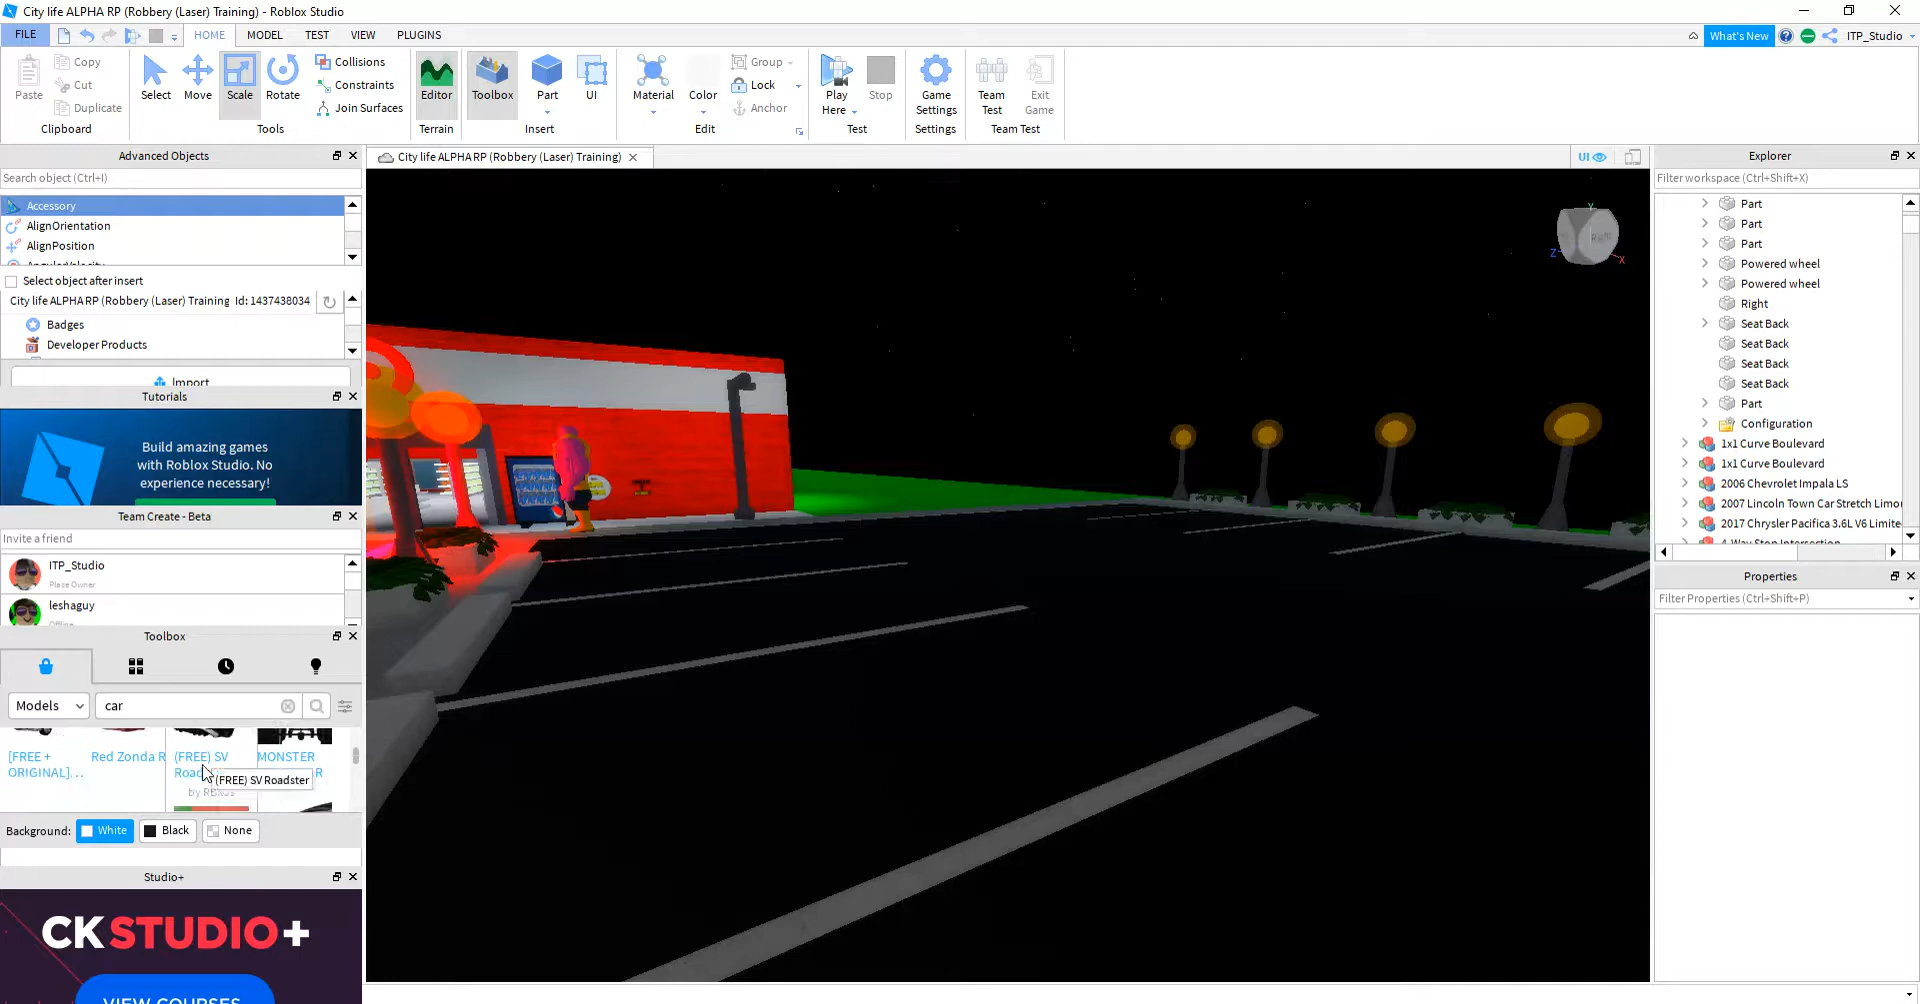 City life ALPHA RP (Robbery (Laser) Training) - Roblox Studio
FILE
HOME
MODEL
TEST
VIEW
PLUGINS
What's New
ITP_Studio
Paste
Copy
Cut
Duplicate
Clipboard
Select
Move
Scale
Rotate
Collisions
Constraints
Join Surfaces
Tools
Editor
Terrain
Toolbox
Part
UI
Insert
Material
Color
Group
Lock
Anchor
Edit
Play
Here
Stop
Test
Game
Settings
Settings
Team
Test
Exit
Game
Team Test
Advanced Objects
Search object (Ctrl+I)
Accessory
AlignOrientation
AlignPosition
AngularVelocity
Select object after insert
City life ALPHA RP (Robbery (Laser) Training Id: 1437438034
Badges
Developer Products
Import
Tutorials
Build amazing games
with Roblox Studio. No
experience necessary!
Team Create - Beta
Invite a friend
ITP_Studio
Place Owner
leshaguy
Offline
Toolbox
Models
car
[FREE +
ORIGINAL]...
Red Zonda R
(FREE) SV
MONSTER
(FREE) SV Roadster
Background:
White
Black
None
Studio+
CKSTUDIO+
VIEW COURSES
City life ALPHA RP (Robbery (Laser) Training)
UI
Y
Z
X
Right
Explorer
Filter workspace (Ctrl+Shift+X)
Part
Part
Part
Powered wheel
Powered wheel
Right
Seat Back
Seat Back
Seat Back
Seat Back
Part
Configuration
1x1 Curve Boulevard
1x1 Curve Boulevard
2006 Chevrolet Impala LS
2007 Lincoln Town Car Stretch Limo
2017 Chrysler Pacifica 3.6L V6 Limite
4-Way Stop Intersection
Properties
Filter Properties (Ctrl+Shift+P)